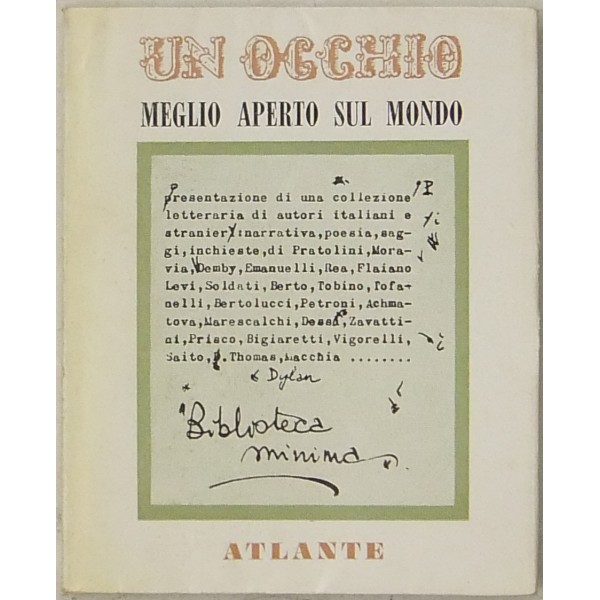 UN OCCHIO
MEGLIO APERTO SUL MONDO
presentazione di una collezione P
letteraria di autori italiani e i
stranier:narrativa,poesia,sag-
gi,inchieste,di Pratolini,Mora-
via,Demby,Emanuelli,Rea,Flaiano
Levi,Soldati,Berto,Tobino,Tofa-
nelli,Bertolucci,Petroni,Achma-
tova,Marescalchi,Dessì,Zavatti-
ni,Prisco,Bigiaretti,Vigorelli, i
Saito,D.Thomas,Macchia ........
Dylan
"Biblioteca
minima"
ATLANTE